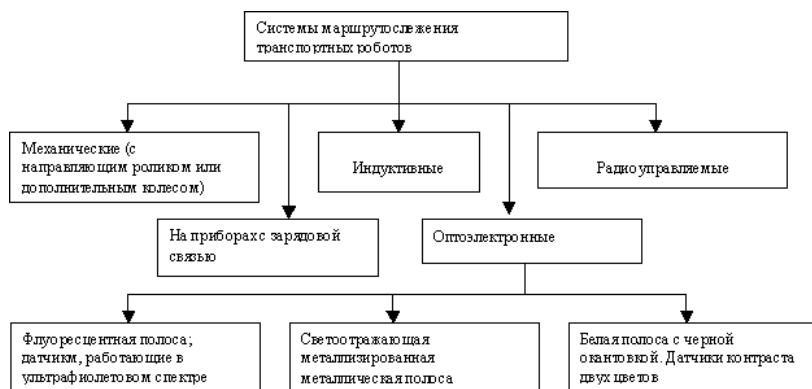 Системы маршрутослежения
транспортных роботов
Механические (с
направляющим роликом или
дополнительным колесом)
Индуктивные
Радиоуправляемые
На приборах с зарядовой
связью
Оптоэлектронные
Флуоресцентная полоса;
датчикм, работающие в
ультрафиолетовом спектре
Светоотражающая
металлизированная
металлическая полоса
Белая полоса с черной
окантовкой. Датчики контраста
двух цветов